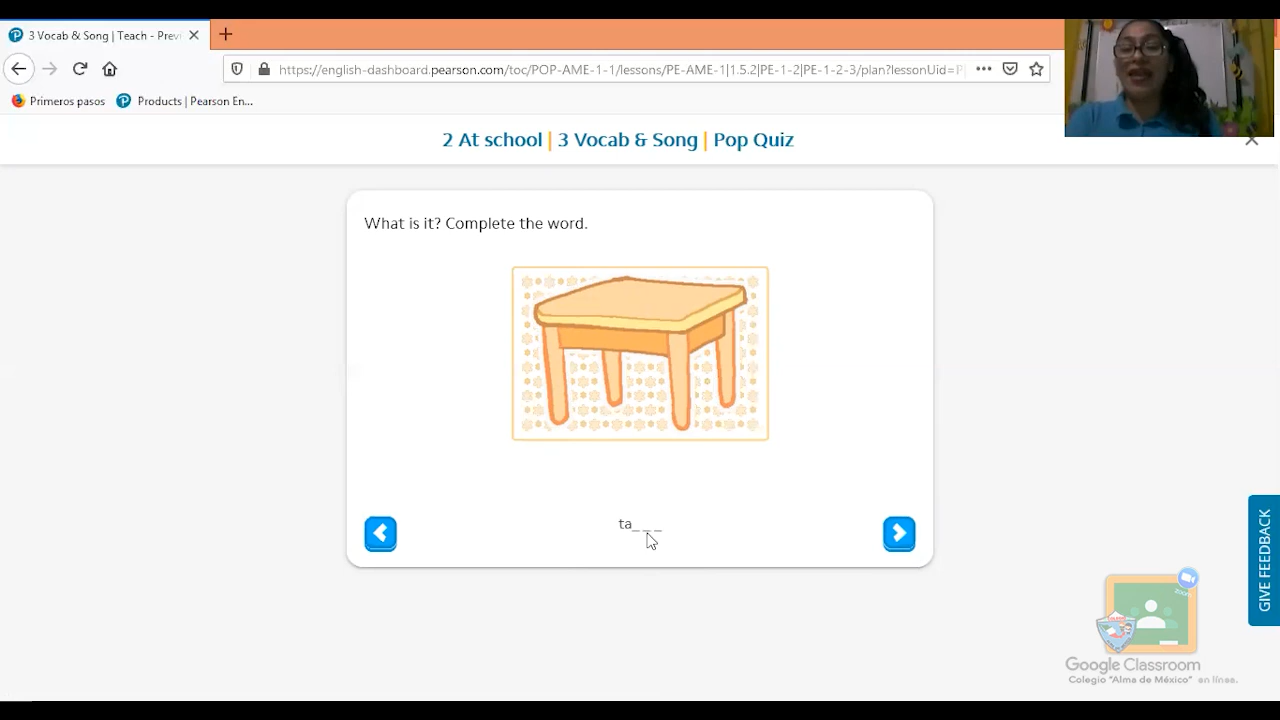 3 Vocab & Song | Teach - Previ
https://english-dashboard.pearson.com/toc/POP-AME-1-1/lessons/PE-AME-1|1.5.2|PE-1-2|PE-1-2-3/plan?lessonUid=P
Primeros pasos
Products | Pearson En...
2 At school | 3 Vocab & Song | Pop Quiz
What is it? Complete the word.
ta_ _ _
GIVE FEEDBACK
zoom
Google Classroom
Colegio "Alma de México" en línea.